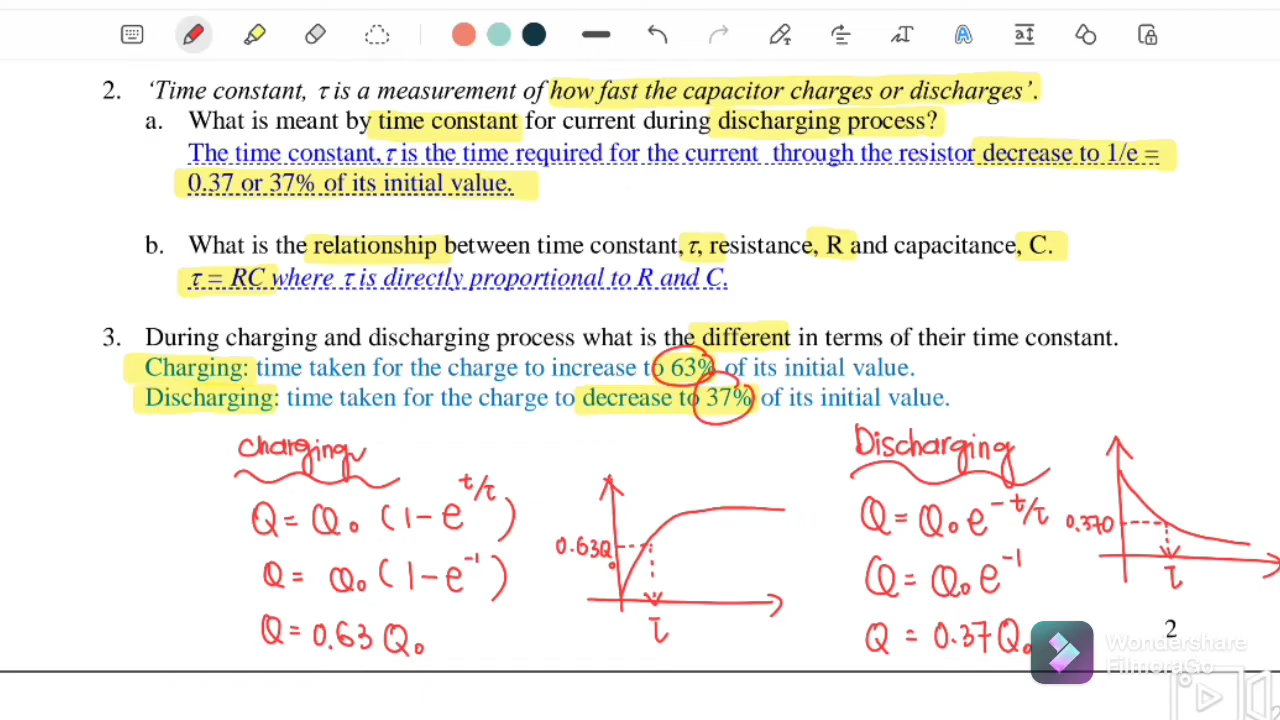 2. ‘Time constant, τ is a measurement of how fast the capacitor charges or discharges’.
a. What is meant by time constant for current during discharging process?
The time constant, τ is the time required for the current through the resistor decrease to 1/e =
0.37 or 37% of its initial value.
b. What is the relationship between time constant, τ, resistance, R and capacitance, C.
τ = RC where τ is directly proportional to R and C.
3. During charging and discharging process what is the different in terms of their time constant.
Charging: time taken for the charge to increase to 63% of its initial value.
Discharging: time taken for the charge to decrease to 37% of its initial value.
Charging
Q = Q₀ (1 - e^t/τ)
Q = Q₀ (1 - e^-1)
Q = 0.63 Q₀
0.63Q₀
τ
Discharging
Q = Q₀e^-t/τ
Q = Q₀e^-1
Q = 0.37Q₀
0.37Q
τ
2
Wondershare
FilmoraGo